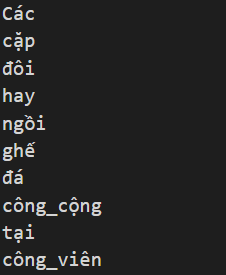 Các
cặp
đôi
hay
ngồi
ghế
đá
công_cộng
tại
công_viên